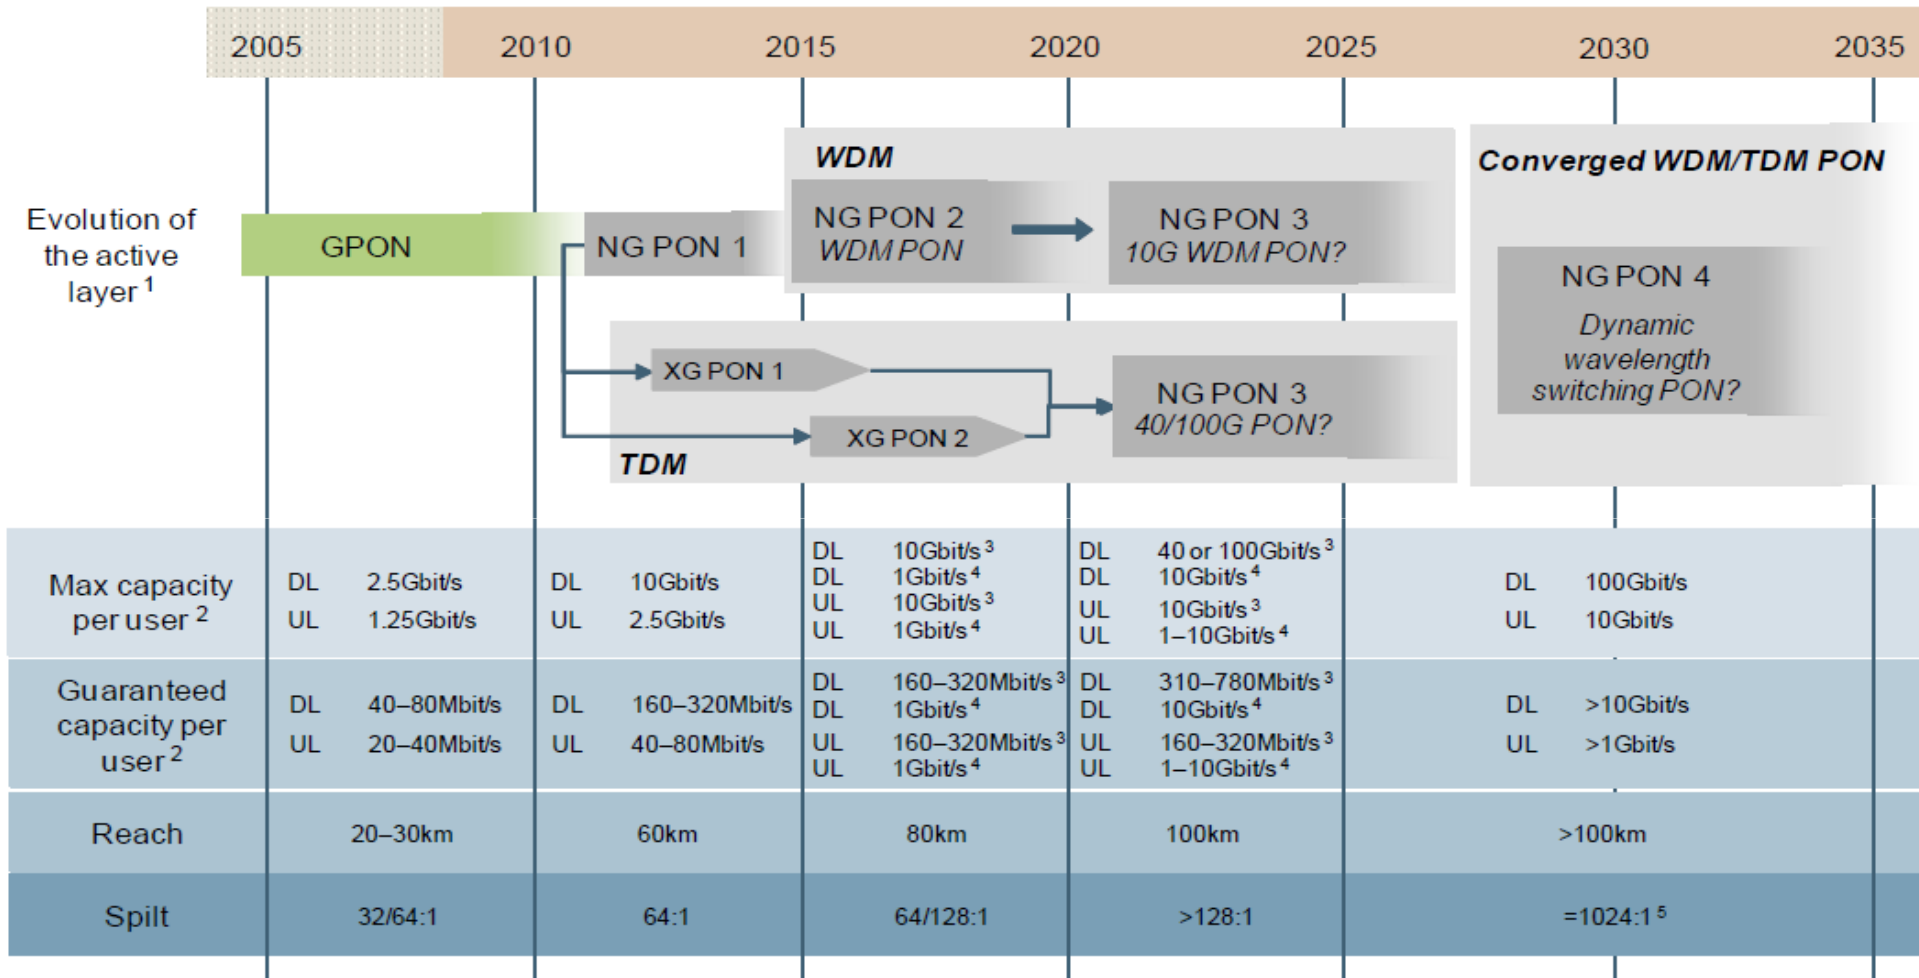 2005 2010 2015 2020 2025 2030 2035
WDM
Converged WDM/TDM PON
Evolution of
the active
layer 1
GPON
NG PON 1
NG PON 2
WDM PON
NG PON 3
10G WDM PON?
NG PON 4
Dynamic
wavelength
switching PON?
XG PON 1
XG PON 2
NG PON 3
40/100G PON?
TDM
Max capacity
per user 2
DL 2.5Gbit/s
UL 1.25Gbit/s
DL 10Gbit/s
UL 2.5Gbit/s
DL 10Gbit/s 3
DL 1Gbit/s 4
UL 10Gbit/s 3
UL 1Gbit/s 4
DL 40 or 100Gbit/s 3
DL 10Gbit/s 4
UL 10Gbit/s 3
UL 1–10Gbit/s 4
DL 100Gbit/s
UL 10Gbit/s
Guaranteed
capacity per
user 2
DL 40–80Mbit/s
UL 20–40Mbit/s
DL 160–320Mbit/s
UL 40–80Mbit/s
DL 160–320Mbit/s 3
DL 1Gbit/s 4
UL 160–320Mbit/s 3
UL 1Gbit/s 4
DL 310–780Mbit/s 3
DL 10Gbit/s 4
UL 160–320Mbit/s 3
UL 1–10Gbit/s 4
DL >10Gbit/s
UL >1Gbit/s
Reach 20–30km 60km 80km 100km >100km
Spilt 32/64:1 64:1 64/128:1 >128:1 =1024:1 5